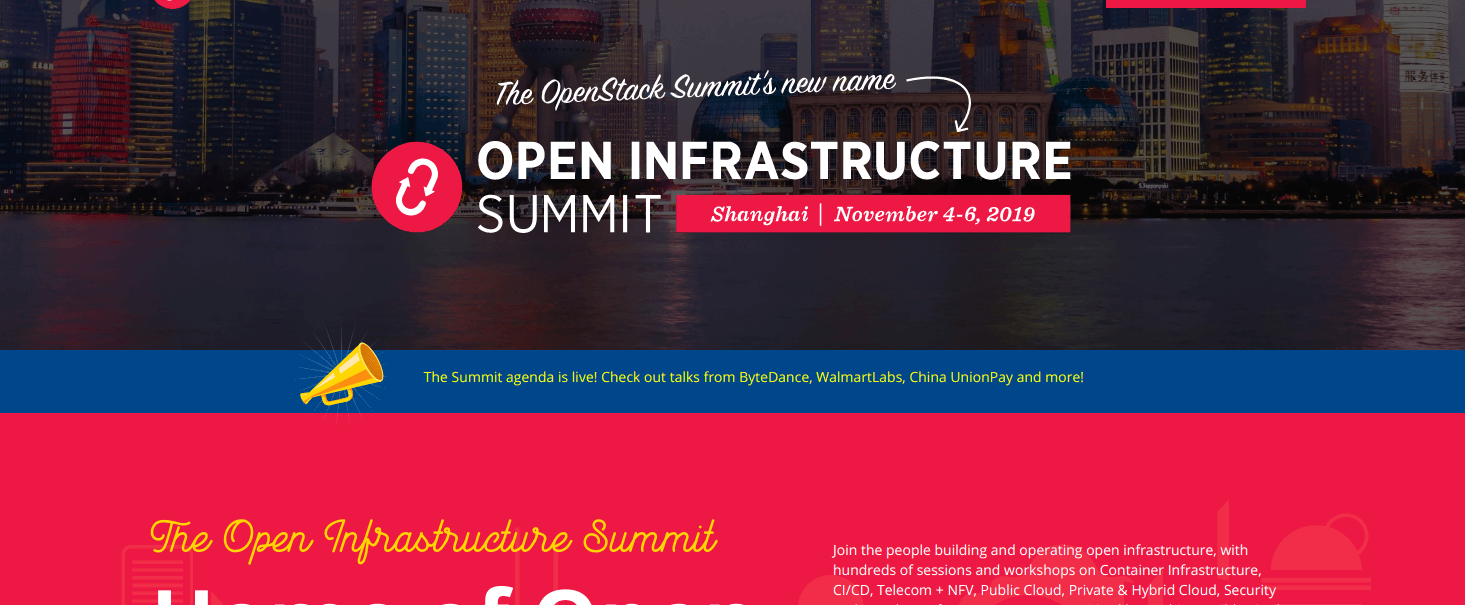 The OpenStack Summit's new name
OPEN INFRASTRUCTURE
SUMMIT
Shanghai | November 4-6, 2019
The Summit agenda is live! Check out talks from ByteDance, WalmartLabs, China UnionPay and more!
The Open Infrastructure Summit
Home of Open
Join the people building and operating open infrastructure, with
hundreds of sessions and workshops on Container Infrastructure,
CI/CD, Telecom + NFV, Public Cloud, Private & Hybrid Cloud, Security